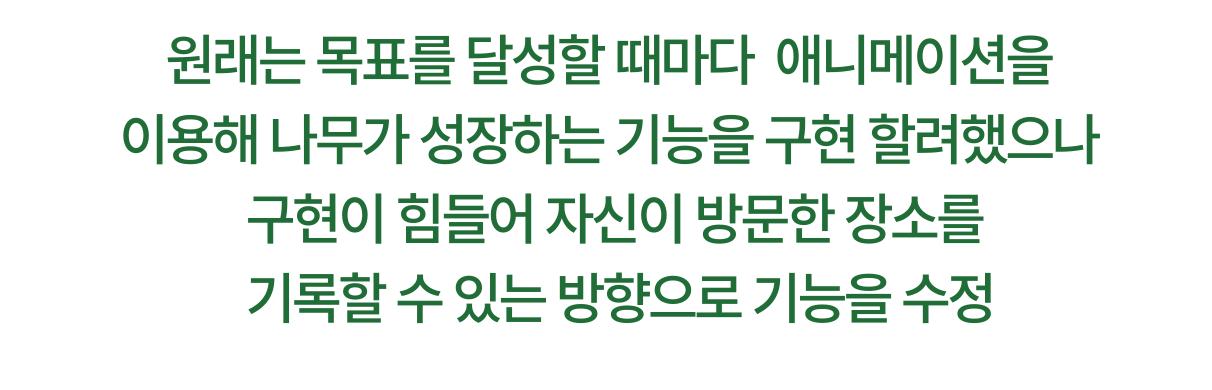 원래는 목표를 달성할 때마다 애니메이션을
이용해 나무가 성장하는 기능을 구현 할려했으나
구현이 힘들어 자신이 방문한 장소를
기록할 수 있는 방향으로 기능을 수정